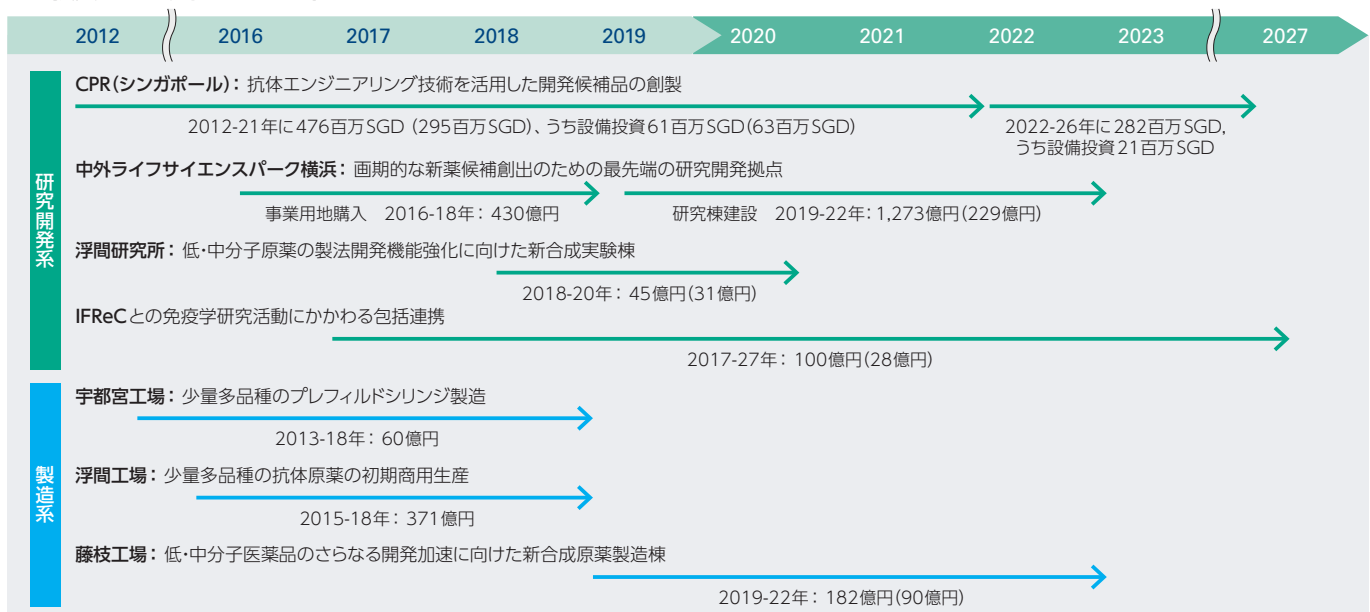 2012 2016 2017 2018 2019 2020 2021 2022 2023 2027
研究開発系
CPR(シンガポール)：抗体エンジニアリング技術を活用した開発候補品の創製
2012-21年に476百万SGD (295百万SGD)、うち設備投資61百万SGD(63百万SGD)
2022-26年に282百万SGD,
うち設備投資21百万SGD
中外ライフサイエンスパーク横浜：画期的な新薬候補創出のための最先端の研究開発拠点
事業用地購入 2016-18年：430億円
研究棟建設 2019-22年：1,273億円(229億円)
浮間研究所：低・中分子原薬の製法開発機能強化に向けた新合成実験棟
2018-20年：45億円(31億円)
IFReCとの免疫学研究活動にかかわる包括連携
2017-27年：100億円(28億円)
製造系
宇都宮工場：少量多品種のプレフィルドシリンジ製造
2013-18年：60億円
浮間工場：少量多品種の抗体原薬の初期商用生産
2015-18年：371億円
藤枝工場：低・中分子医薬品のさらなる開発加速に向けた新合成原薬製造棟
2019-22年：182億円(90億円)